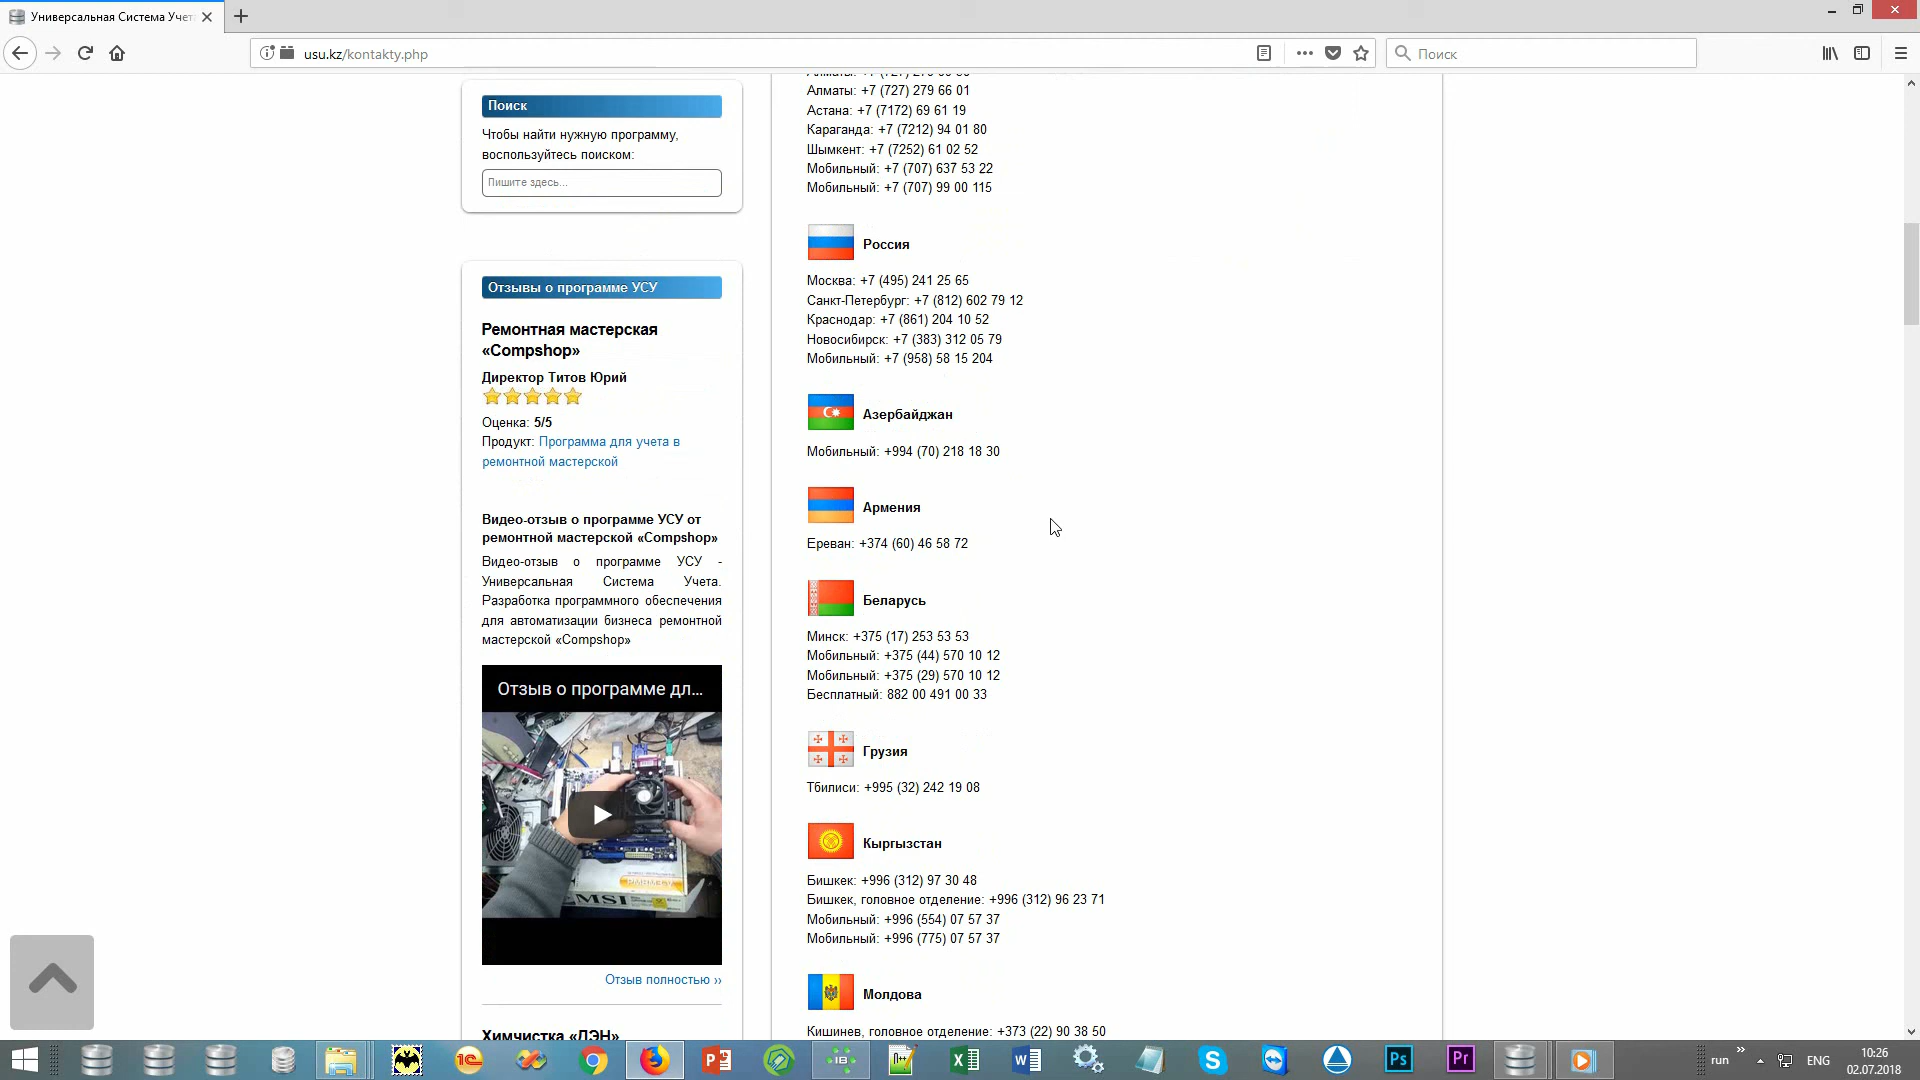 Универсальная Система Учет
usu.kz/kontakty.php
Поиск
Поиск
Чтобы найти нужную программу,
воспользуйтесь поиском:
Пишите здесь...
Отзывы о программе УСУ
Ремонтная мастерская
«Compshop»
Директор Титов Юрий
Оценка: 5/5
Продукт: Программа для учета в
ремонтной мастерской
Видео-отзыв о программе УСУ от
ремонтной мастерской «Compshop»
Видео-отзыв о программе УСУ -
Универсальная Система Учета.
Разработка программного обеспечения
для автоматизации бизнеса ремонтной
мастерской «Compshop»
Отзыв о программе дл...
MSI
Отзыв полностью ››
Химчистка «ЛЭН»
Алматы: +7 (727) 279 66 01
Астана: +7 (7172) 69 61 19
Караганда: +7 (7212) 94 01 80
Шымкент: +7 (7252) 61 02 52
Мобильный: +7 (707) 637 53 22
Мобильный: +7 (707) 99 00 115
Россия
Москва: +7 (495) 241 25 65
Санкт-Петербург: +7 (812) 602 79 12
Краснодар: +7 (861) 204 10 52
Новосибирск: +7 (383) 312 05 79
Мобильный: +7 (958) 58 15 204
Азербайджан
Мобильный: +994 (70) 218 18 30
Армения
Ереван: +374 (60) 46 58 72
Беларусь
Минск: +375 (17) 253 53 53
Мобильный: +375 (44) 570 10 12
Мобильный: +375 (29) 570 10 12
Бесплатный: 882 00 491 00 33
Грузия
Тбилиси: +995 (32) 242 19 08
Кыргызстан
Бишкек: +996 (312) 97 30 48
Бишкек, головное отделение: +996 (312) 96 23 71
Мобильный: +996 (554) 07 57 37
Мобильный: +996 (775) 07 57 37
Молдова
Кишинев, головное отделение: +373 (22) 90 38 50
run
ENG
10:26
02.07.2018